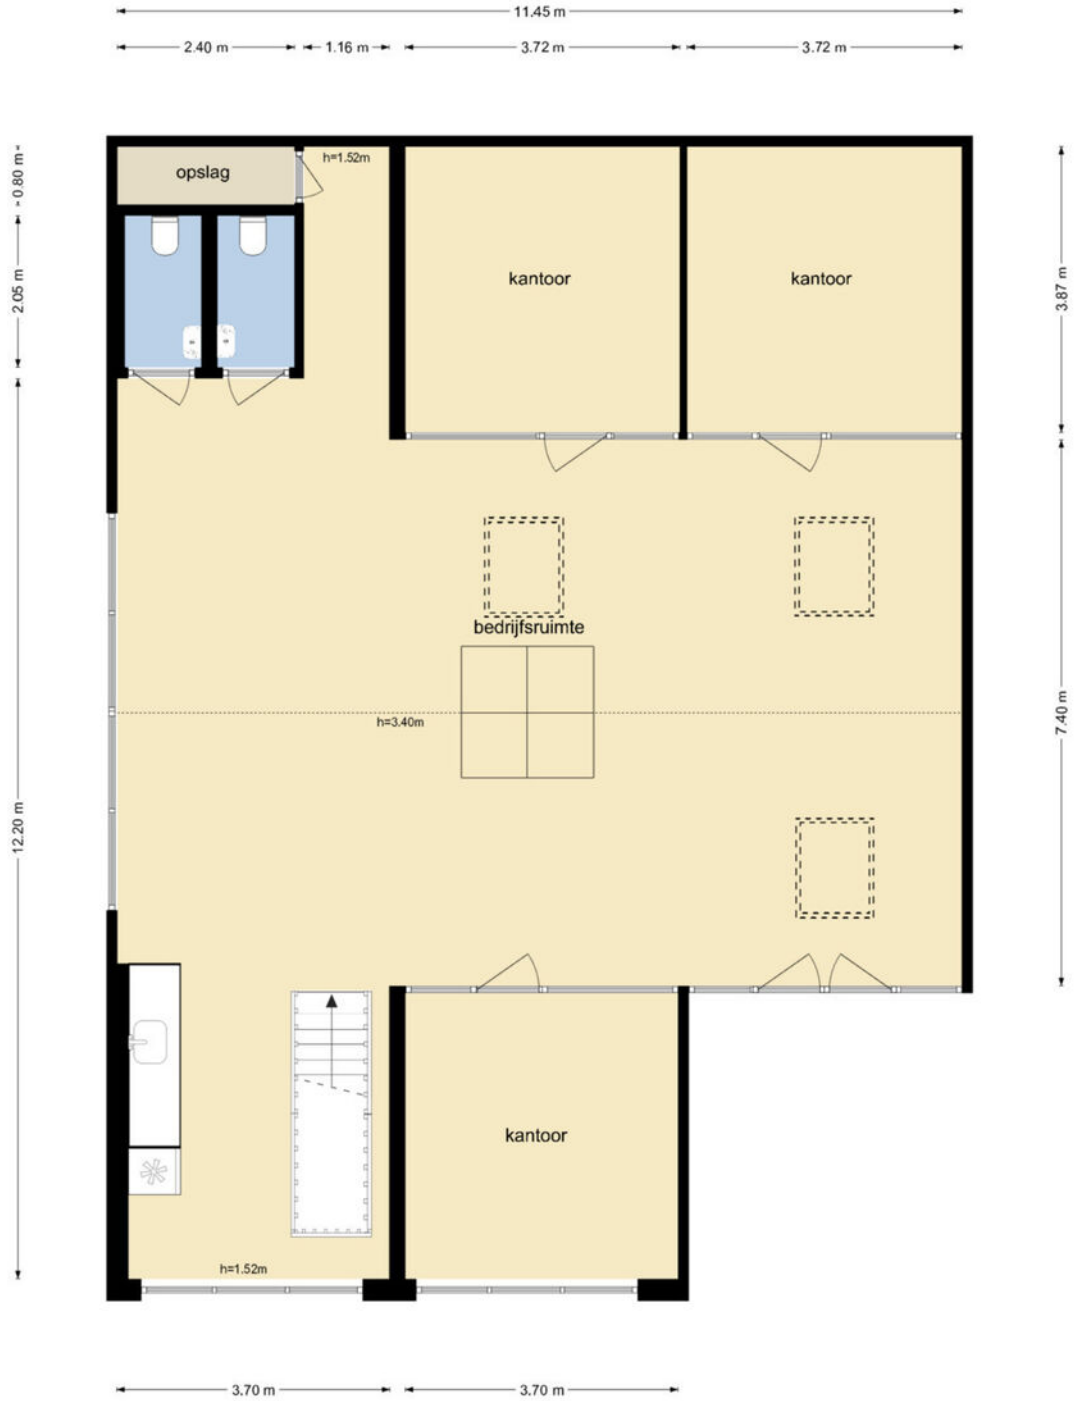 11.45 m
2.40 m
1.16 m
3.72 m
3.72 m
opslag
h=1.52m
0.80 m
kantoor
kantoor
2.05 m
3.87 m
bedrijfsruimte
h=3.40m
7.40 m
12.20 m
kantoor
h=1.52m
3.70 m
3.70 m